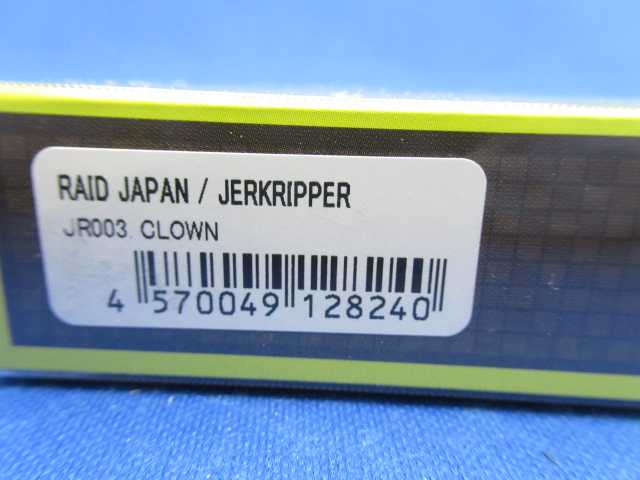 RAID JAPAN / JERKRIPPER
JR003. CLOWN
4 570049 128240